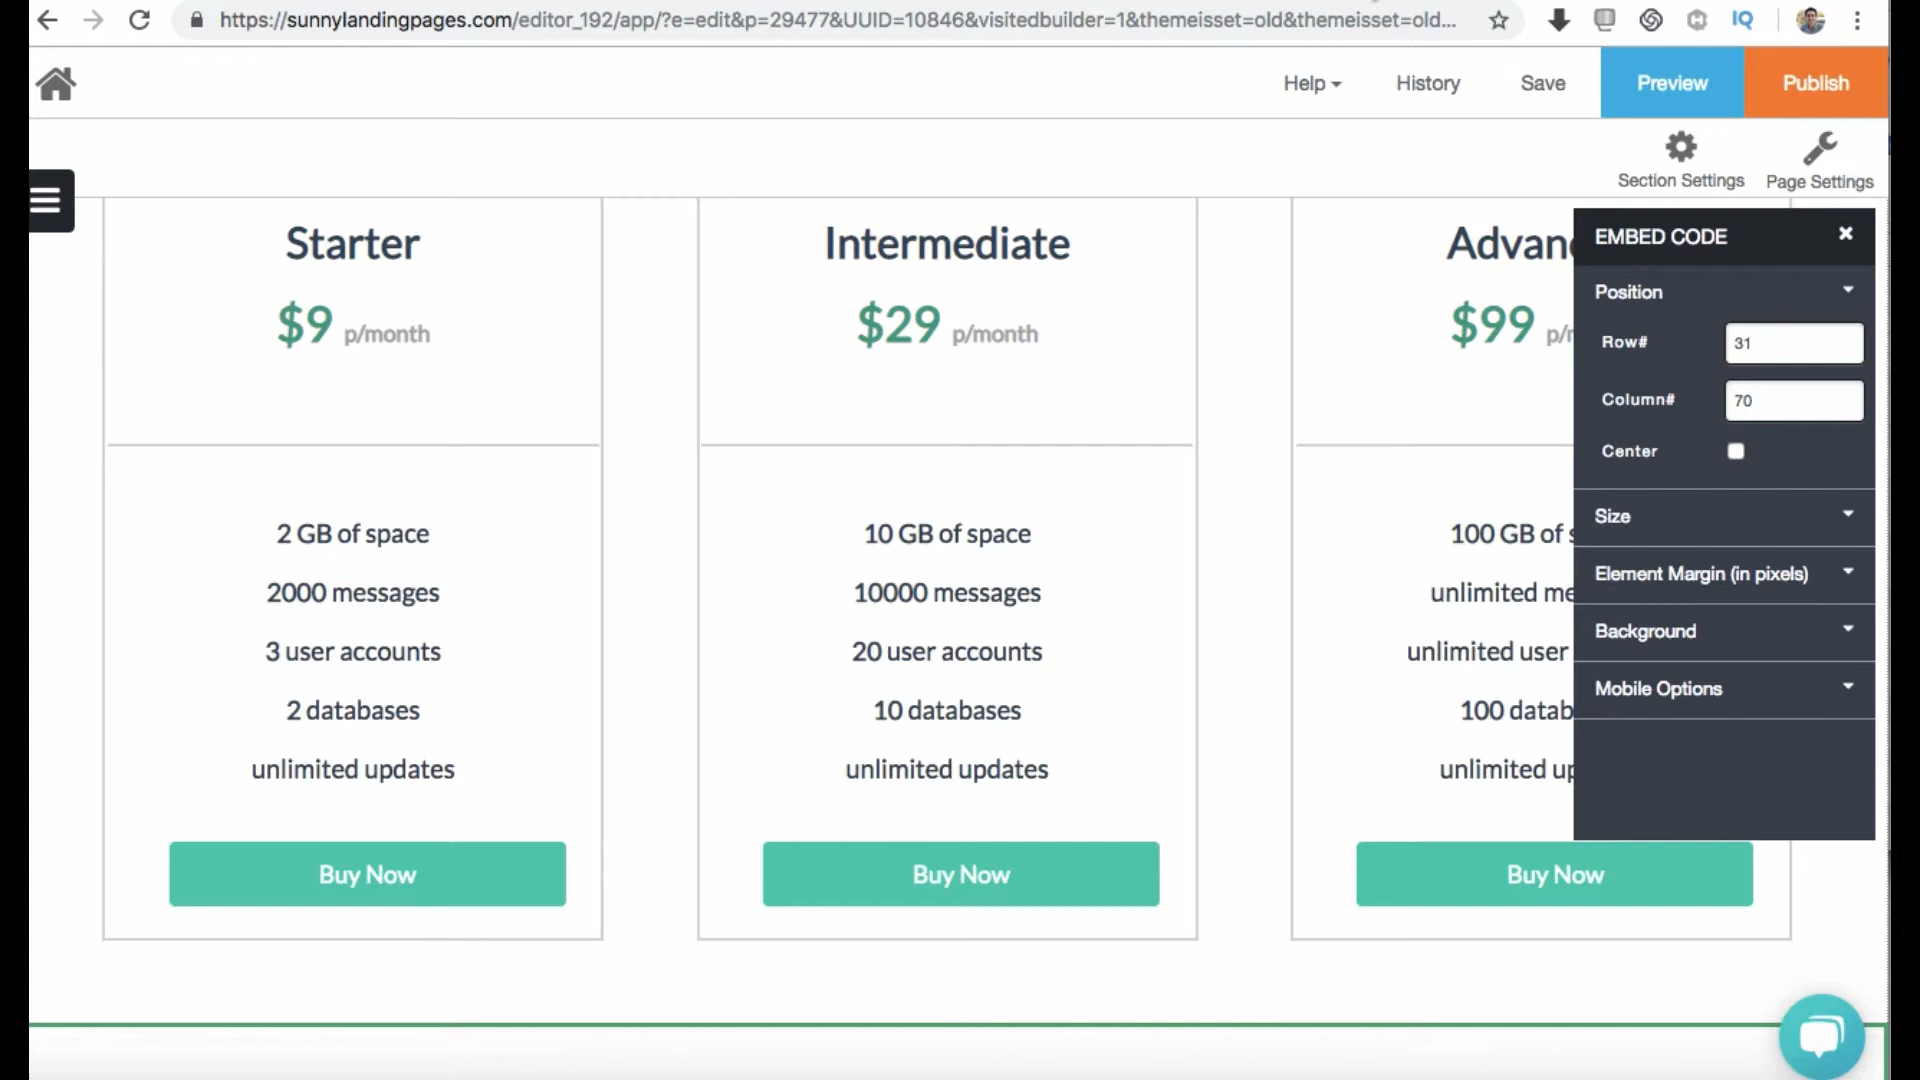 https://sunnylandingpages.com/editor_192/app/?e=edit&p=29477&UUID=10846&visitedbuilder=1&themeisset=old&themeisset=old...
IQ
Help
History
Save
Preview
Publish
Section Settings
Page Settings
Starter
$9 p/month
2 GB of space
2000 messages
3 user accounts
2 databases
unlimited updates
Buy Now
Intermediate
$29 p/month
10 GB of space
10000 messages
20 user accounts
10 databases
unlimited updates
Buy Now
Advan
$99 p/
100 GB of
unlimited me
unlimited user
100 datab
unlimited up
Buy Now
EMBED CODE
Position
Row# 31
Column# 70
Center
Size
Element Margin (in pixels)
Background
Mobile Options